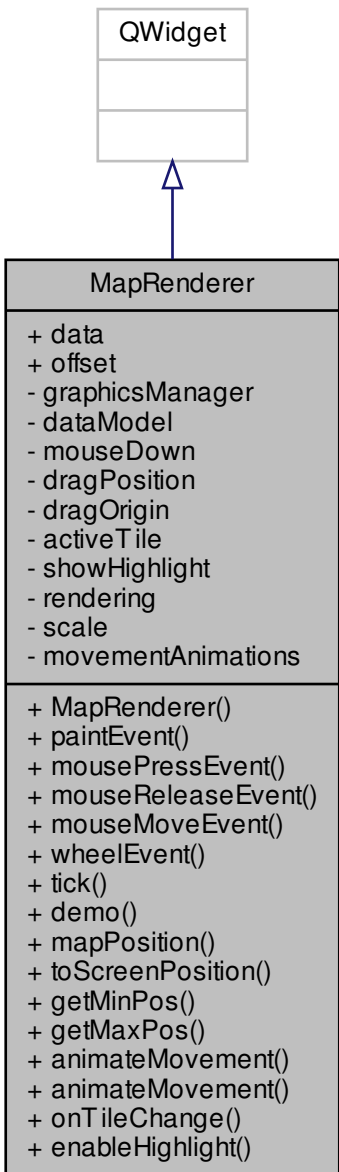 QWidget
MapRenderer
+ data
+ offset
- graphicsManager
- dataModel
- mouseDown
- dragPosition
- dragOrigin
- activeTile
- showHighlight
- rendering
- scale
- movementAnimations
+ MapRenderer()
+ paintEvent()
+ mousePressEvent()
+ mouseReleaseEvent()
+ mouseMoveEvent()
+ wheelEvent()
+ tick()
+ demo()
+ mapPosition()
+ toScreenPosition()
+ getMinPos()
+ getMaxPos()
+ animateMovement()
+ animateMovement()
+ onTileChange()
+ enableHighlight()